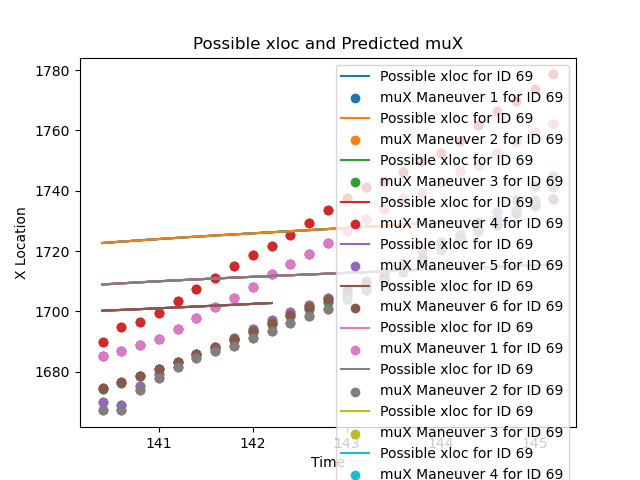 Possible xloc and Predicted muX
1780
1760
1740
1720
1700
1680
X Location
141
142
143
144
145
Time
Possible xloc for ID 69
muX Maneuver 1 for ID 69
Possible xloc for ID 69
muX Maneuver 2 for ID 69
Possible xloc for ID 69
muX Maneuver 3 for ID 69
Possible xloc for ID 69
muX Maneuver 4 for ID 69
Possible xloc for ID 69
muX Maneuver 5 for ID 69
Possible xloc for ID 69
muX Maneuver 6 for ID 69
Possible xloc for ID 69
muX Maneuver 1 for ID 69
Possible xloc for ID 69
muX Maneuver 2 for ID 69
Possible xloc for ID 69
muX Maneuver 3 for ID 69
Possible xloc for ID 69
muX Maneuver 4 for ID 69